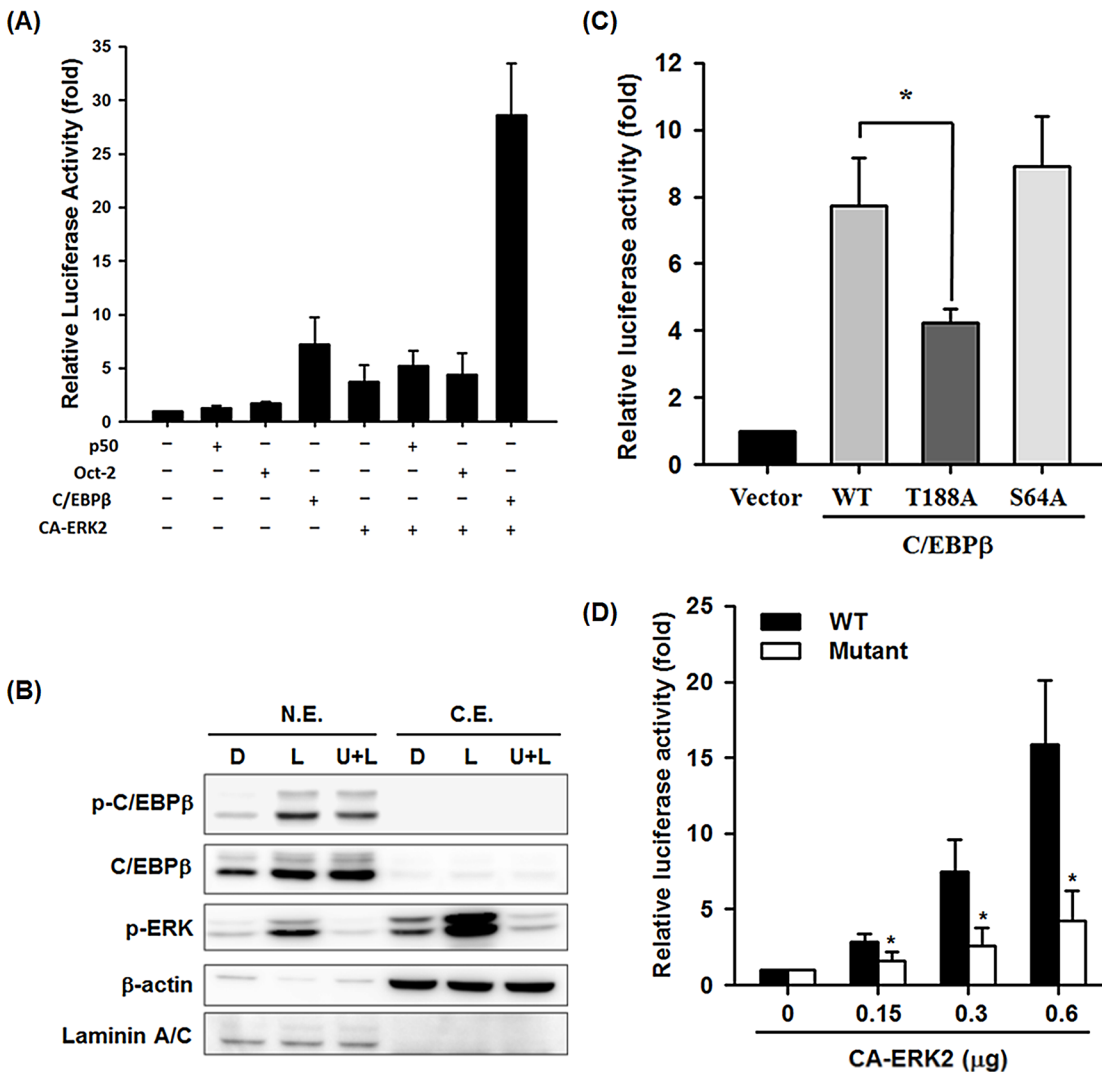 (A)
Relative Luciferase Activity (fold)
35
30
25
20
15
10
5
0
p50 − + − − − + − −
Oct-2 − − + − − − + −
C/EBPβ − − − + − − − +
CA-ERK2 − − − − + + + +
(B)
N.E. C.E.
D L U+L D L U+L
p-C/EBPβ
C/EBPβ
p-ERK
β-actin
Laminin A/C
(C)
Relative luciferase activity (fold)
12
10
8
6
4
2
0
*
Vector WT T188A S64A
C/EBPβ
(D)
Relative luciferase activity (fold)
25
20
15
10
5
0
WT
Mutant
* * *
0 0.15 0.3 0.6
CA-ERK2 (μg)